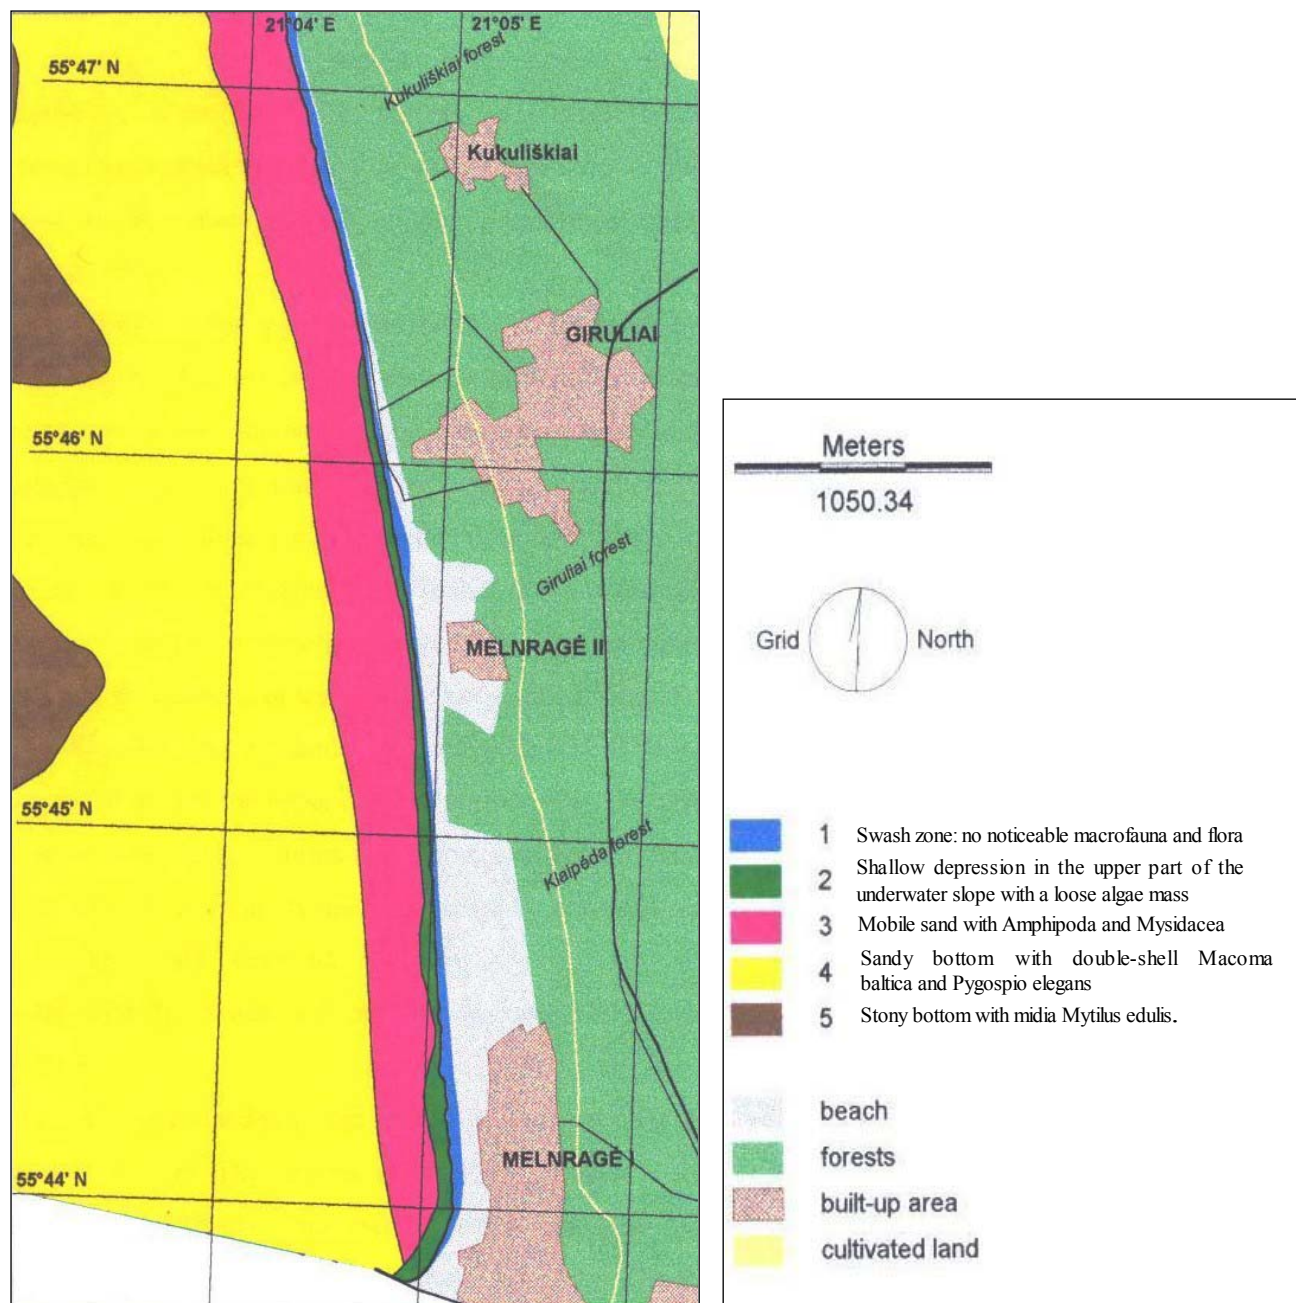 21°04' E
21°05' E
55°47' N
Kukuliškiai forest
Kukuliškiai
GIRULIAI
55°46' N
Giruliai forest
MELNRAGĖ II
55°45' N
Klaipėda forest
MELNRAGĖ I
55°44' N
Meters
1050.34
Grid North
1 Swash zone: no noticeable macrofauna and flora
2 Shallow depression in the upper part of the
underwater slope with a loose algae mass
3 Mobile sand with Amphipoda and Mysidacea
4 Sandy bottom with double-shell Macoma
baltica and Pygospio elegans
5 Stony bottom with midia Mytilus edulis.
beach
forests
built-up area
cultivated land